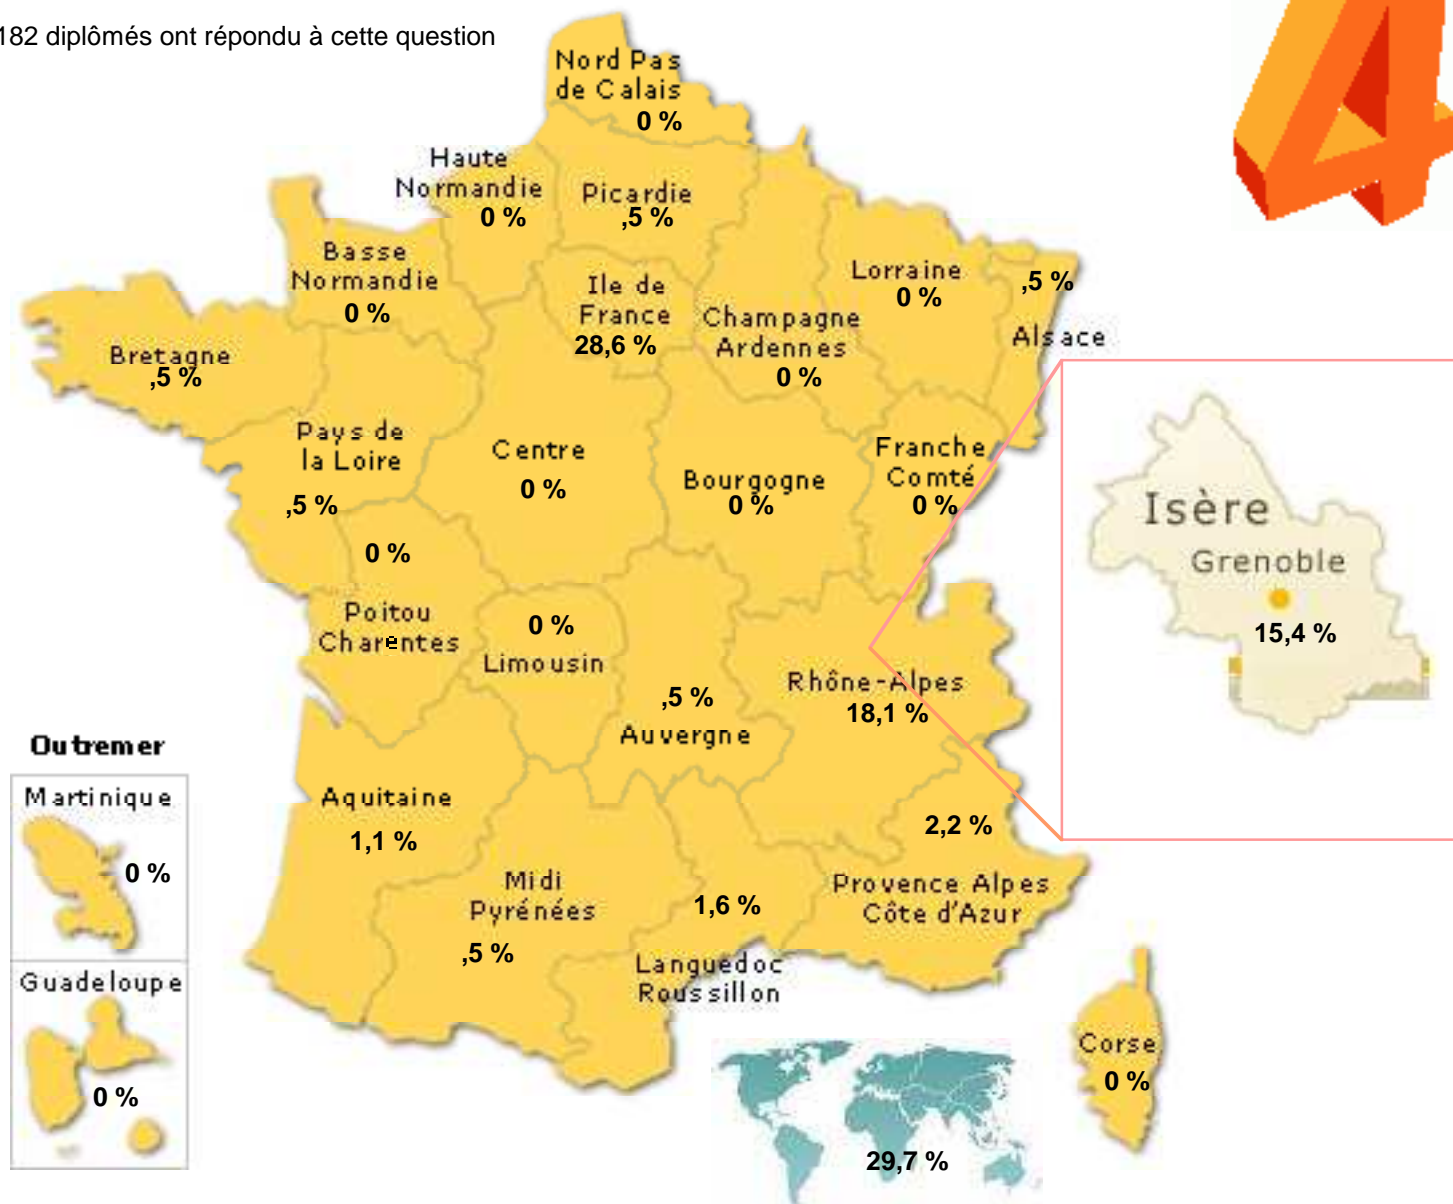 182 diplômés ont répondu à cette question
4
Nord Pas
de Calais
0 %
Haute
Normandie
0 %
Picardie
,5 %
Basse
Normandie
0 %
Ile de
France
28,6 %
Champagne
Ardennes
0 %
Lorraine
0 %
,5 %
Alsace
Bretagne
,5 %
Pays de
la Loire
,5 %
Centre
0 %
Bourgogne
0 %
Franche
Comté
0 %
Isère
Grenoble
15,4 %
0 %
Poitou
Charentes
0 %
Limousin
,5 %
Auvergne
Rhône-Alpes
18,1 %
Outremer
Martinique
0 %
Guadeloupe
0 %
Aquitaine
1,1 %
Midi
Pyrénées
,5 %
1,6 %
Languedoc
Roussillon
2,2 %
Provence Alpes
Côte d'Azur
Corse
0 %
29,7 %